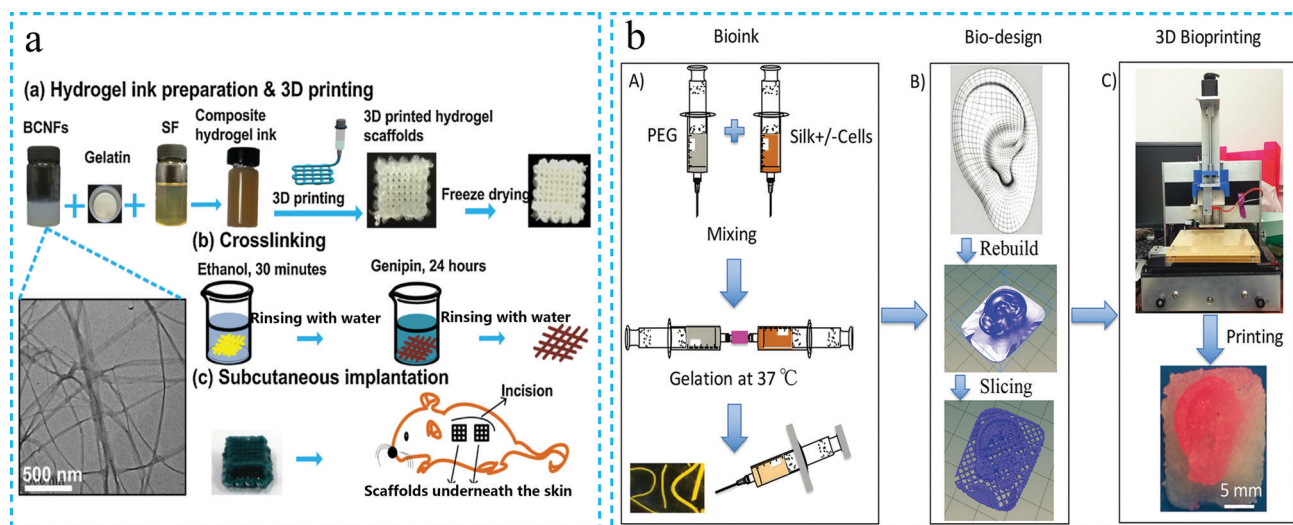 a
(a) Hydrogel ink preparation & 3D printing
BCNFs
Gelatin
SF
Composite
hydrogel ink
3D printing
3D printed hydrogel
scaffolds
Freeze drying
(b) Crosslinking
Ethanol, 30 minutes
Rinsing with water
Genipin, 24 hours
Rinsing with water
500 nm
(c) Subcutaneous implantation
Incision
Scaffolds underneath the skin
b
Bioink
A)
PEG
Silk+/-Cells
Mixing
Gelation at 37 ℃
Bio-design
B)
Rebuild
Slicing
3D Bioprinting
C)
Printing
5 mm